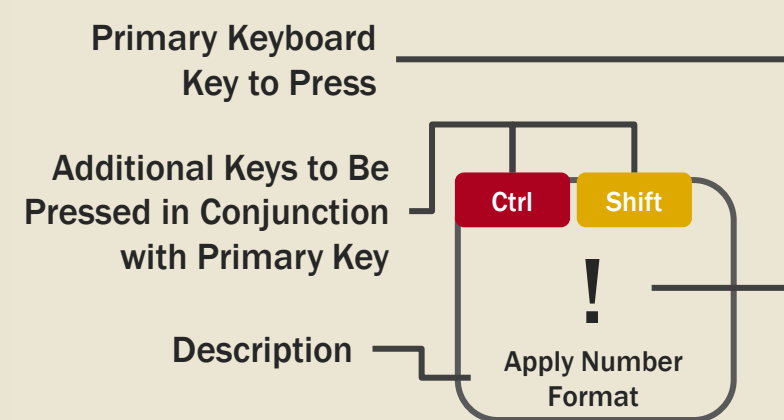 Primary Keyboard
Key to Press
Additional Keys to Be
Pressed in Conjunction
with Primary Key
Ctrl Shift
!
Description
Apply Number
Format